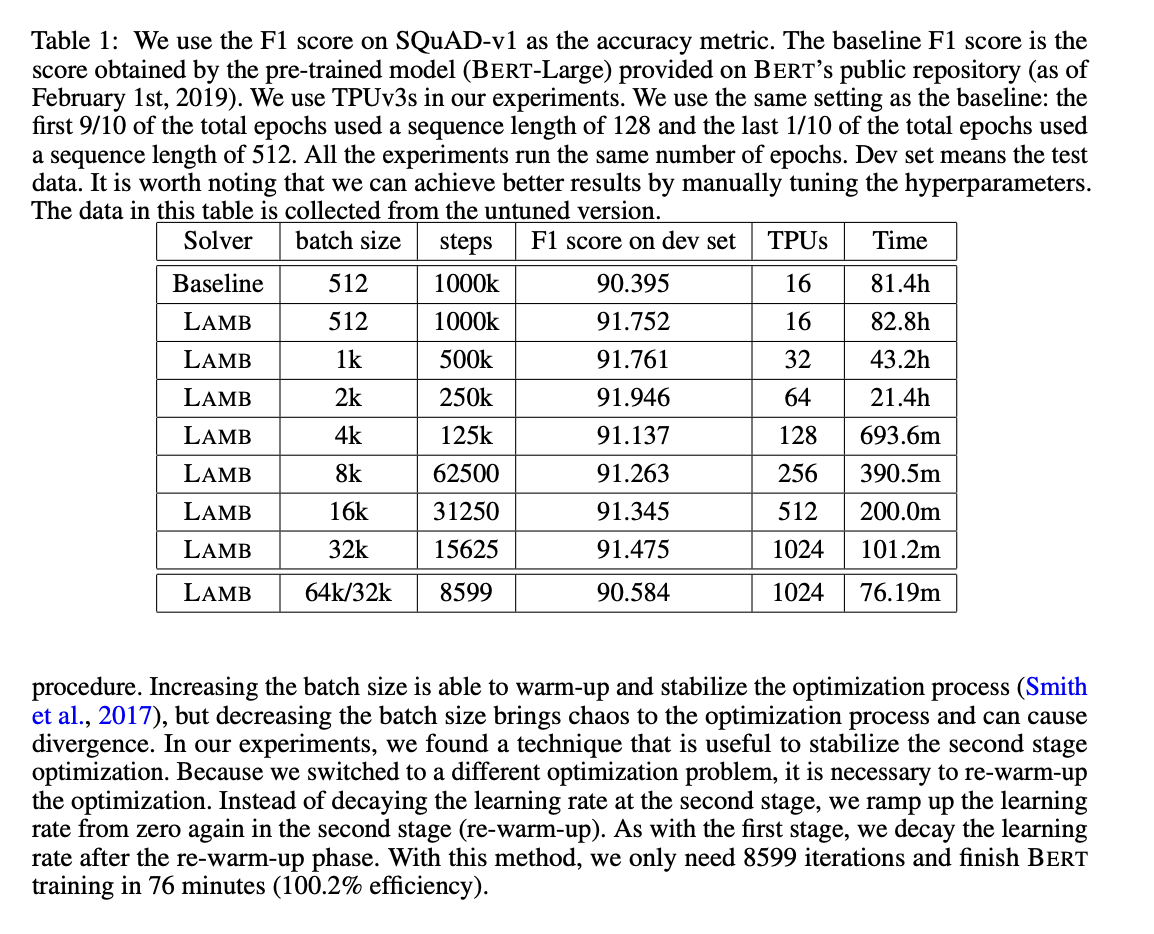 Table 1: We use the F1 score on SQuAD-v1 as the accuracy metric. The baseline F1 score is the
score obtained by the pre-trained model (BERT-Large) provided on BERT's public repository (as of
February 1st, 2019). We use TPUv3s in our experiments. We use the same setting as the baseline: the
first 9/10 of the total epochs used a sequence length of 128 and the last 1/10 of the total epochs used
a sequence length of 512. All the experiments run the same number of epochs. Dev set means the test
data. It is worth noting that we can achieve better results by manually tuning the hyperparameters.
The data in this table is collected from the untuned version.
Solver batch size steps F1 score on dev set TPUs Time
Baseline 512 1000k 90.395 16 81.4h
LAMB 512 1000k 91.752 16 82.8h
LAMB 1k 500k 91.761 32 43.2h
LAMB 2k 250k 91.946 64 21.4h
LAMB 4k 125k 91.137 128 693.6m
LAMB 8k 62500 91.263 256 390.5m
LAMB 16k 31250 91.345 512 200.0m
LAMB 32k 15625 91.475 1024 101.2m
LAMB 64k/32k 8599 90.584 1024 76.19m
procedure. Increasing the batch size is able to warm-up and stabilize the optimization process (Smith
et al., 2017), but decreasing the batch size brings chaos to the optimization process and can cause
divergence. In our experiments, we found a technique that is useful to stabilize the second stage
optimization. Because we switched to a different optimization problem, it is necessary to re-warm-up
the optimization. Instead of decaying the learning rate at the second stage, we ramp up the learning
rate from zero again in the second stage (re-warm-up). As with the first stage, we decay the learning
rate after the re-warm-up phase. With this method, we only need 8599 iterations and finish BERT
training in 76 minutes (100.2% efficiency).